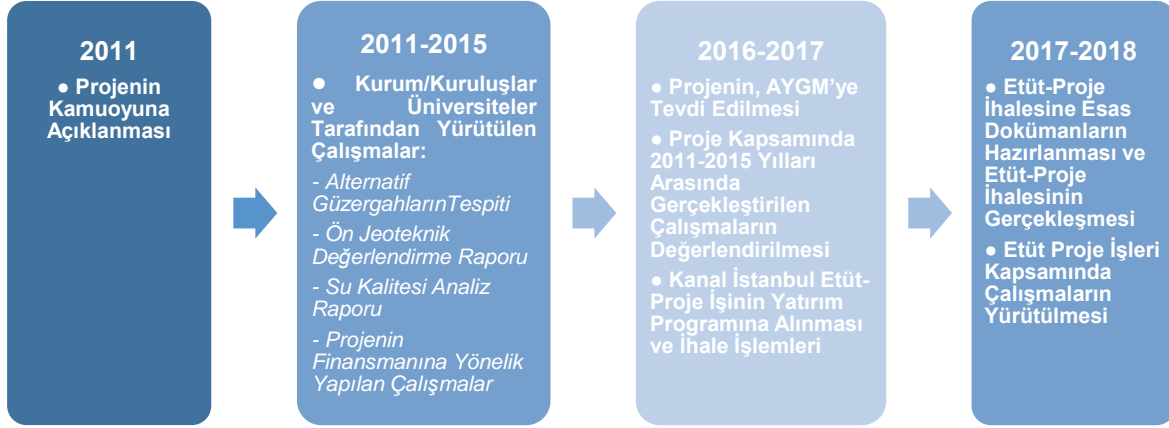 2011
● Projenin
Kamuoyuna
Açıklanması
2011-2015
● Kurum/Kuruluşlar
ve Üniversiteler
Tarafından Yürütülen
Çalışmalar:
- Alternatif
GüzergahlarınTespiti
- Ön Jeoteknik
Değerlendirme Raporu
- Su Kalitesi Analiz
Raporu
- Projenin
Finansmanına Yönelik
Yapılan Çalışmalar
2016-2017
● Projenin, AYGM’ye
Tevdi Edilmesi
● Proje Kapsamında
2011-2015 Yılları
Arasında
Gerçekleştirilen
Çalışmaların
Değerlendirilmesi
● Kanal İstanbul Etüt-
Proje İşinin Yatırım
Programına Alınması
ve İhale İşlemleri
2017-2018
● Etüt-Proje
İhalesine Esas
Dokümanların
Hazırlanması ve
Etüt-Proje
İhalesinin
Gerçekleşmesi
● Etüt Proje İşleri
Kapsamında
Çalışmaların
Yürütülmesi